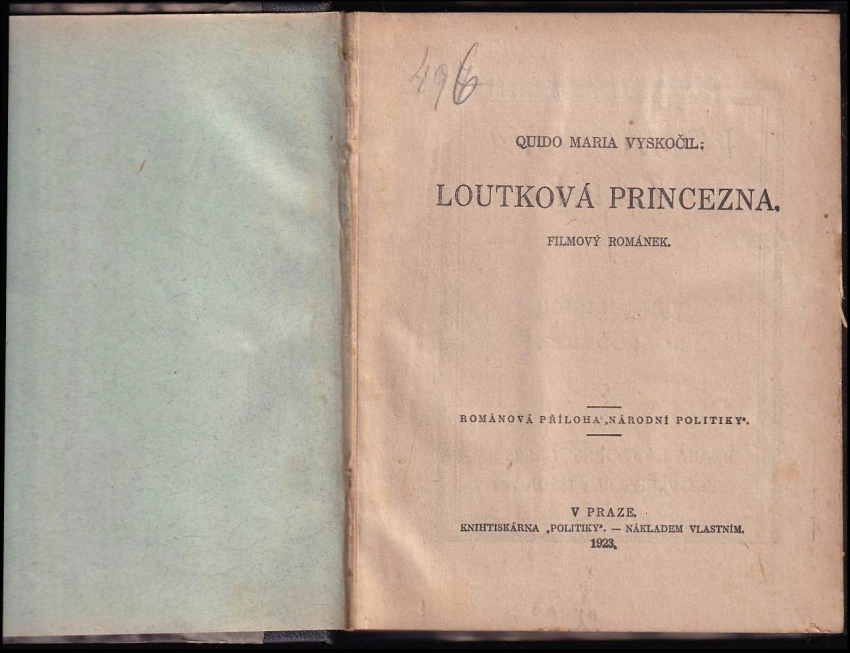 496
QUIDO MARIA VYSKOČIL:
LOUTKOVÁ PRINCEZNA.
FILMOVÝ ROMÁNEK.
ROMÁNOVÁ PŘÍLOHA „NÁRODNÍ POLITIKY“.
V PRAZE.
KNIHTISKÁRNA „POLITIKY“. — NÁKLADEM VLASTNÍM.
1923.